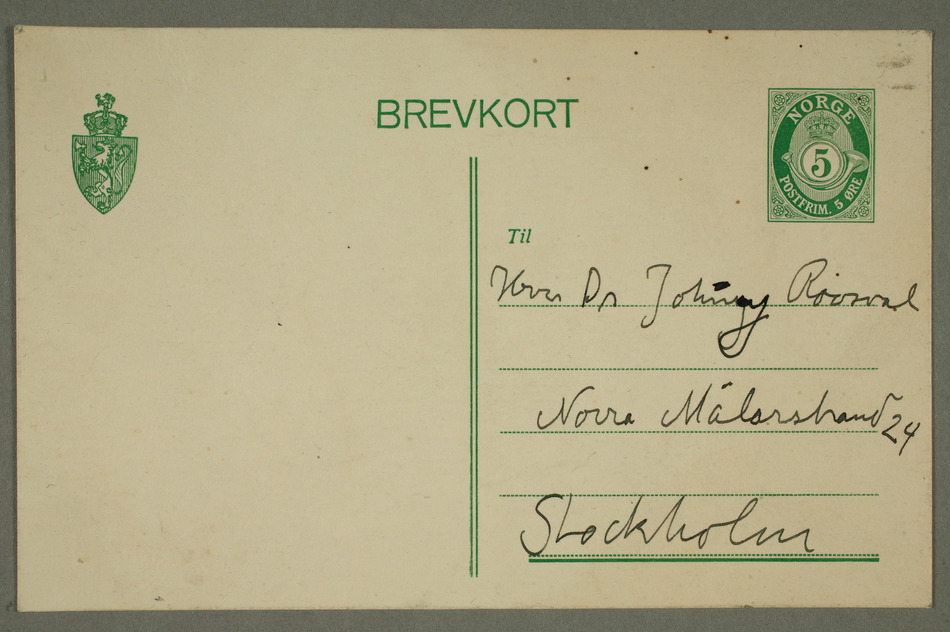 BREVKORT
NORGE
5
POSTFRIM. 5 ØRE
Til
Herr Dr Johnny Roosval
Norra Mälarstrand 24
Stockholm